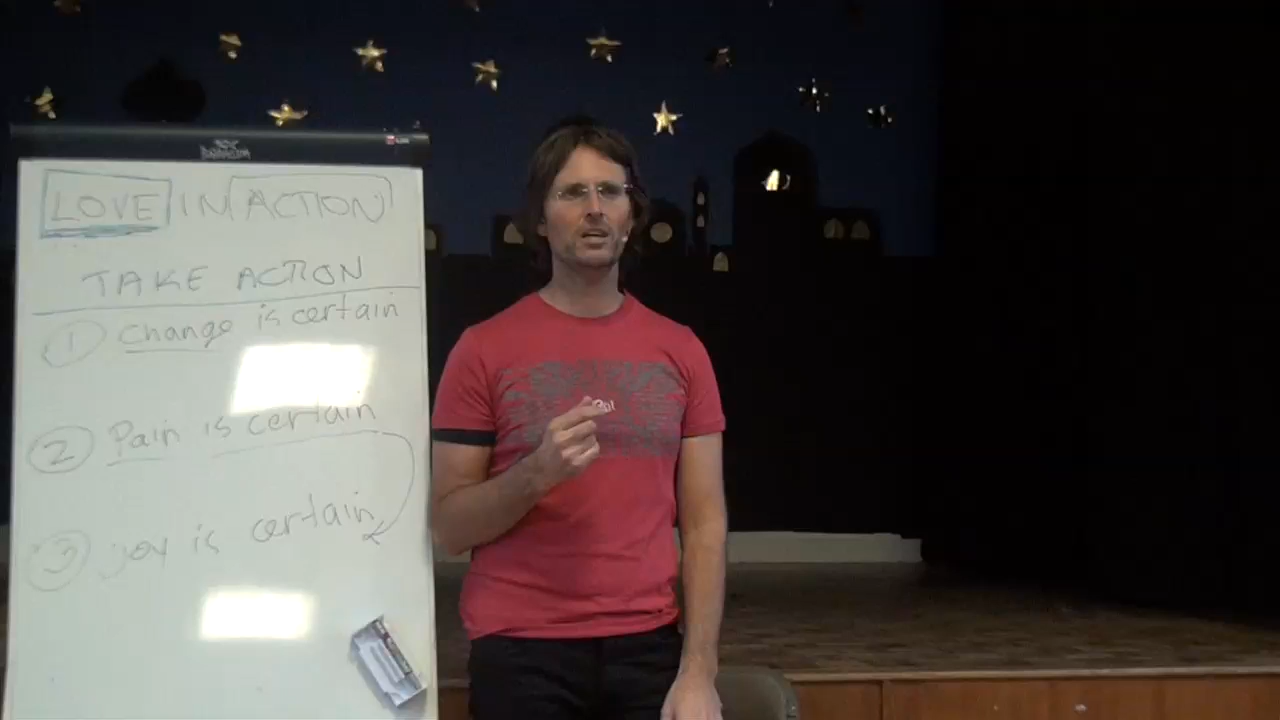 LOVE IN ACTION
TAKE ACTION
1 change is certain
2 Pain is certain
3 joy is certain